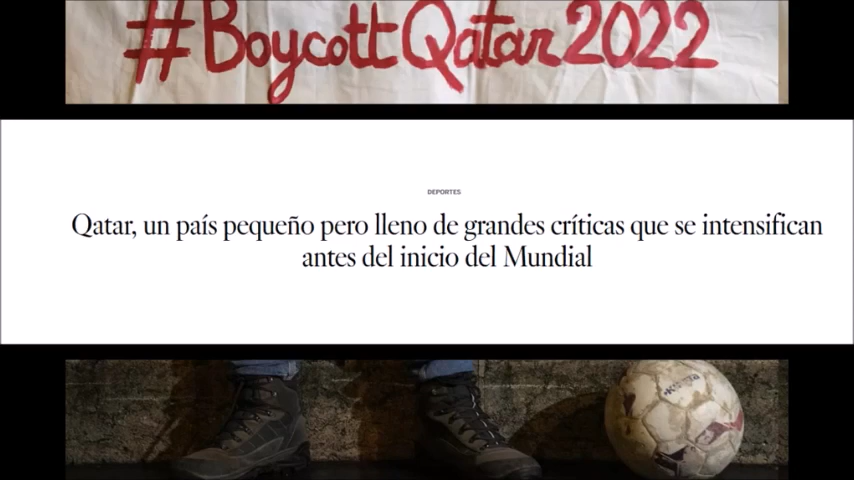 #BoycottQatar2022
DEPORTES
Qatar, un país pequeño pero lleno de grandes críticas que se intensifican
antes del inicio del Mundial